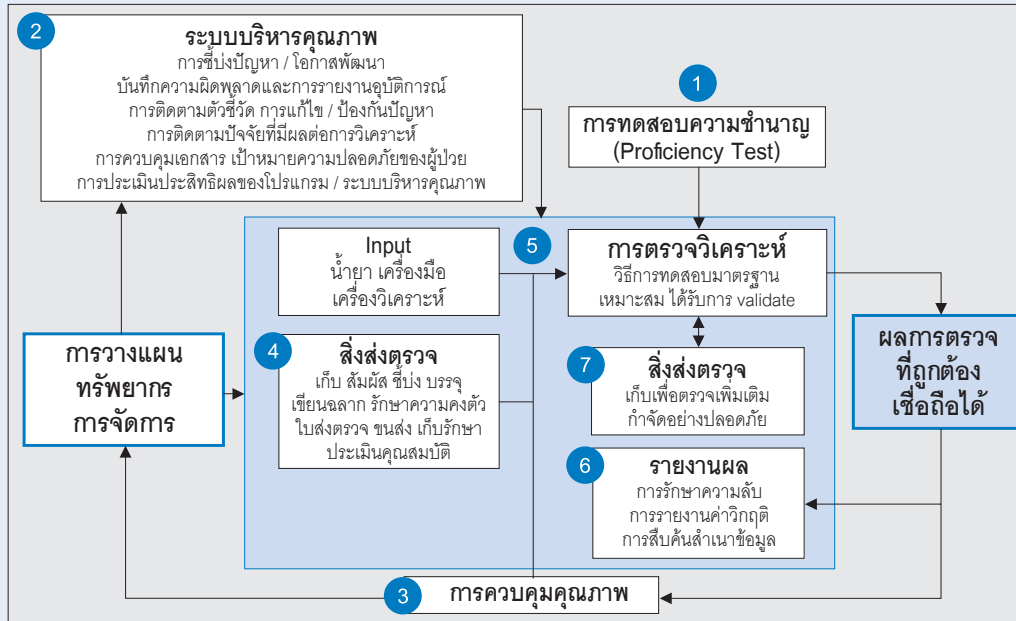 2
ระบบบริหารคุณภาพ
การชี้บ่งปัญหา / โอกาสพัฒนา
บันทึกความผิดพลาดและการรายงานอุบัติการณ์
การติดตามตัวชี้วัด การแก้ไข / ป้องกันปัญหา
การติดตามปัจจัยที่มีผลต่อการวิเคราะห์
การควบคุมเอกสาร เป้าหมายความปลอดภัยของผู้ป่วย
การประเมินประสิทธิผลของโปรแกรม / ระบบบริหารคุณภาพ
1
การทดสอบความชำนาญ
(Proficiency Test)
Input
น้ำยา เครื่องมือ
เครื่องวิเคราะห์
5
การตรวจวิเคราะห์
วิธีการทดสอบมาตรฐาน
เหมาะสม ได้รับการ validate
การวางแผน
ทรัพยากร
การจัดการ
4
สิ่งส่งตรวจ
เก็บ สัมผัส ชี้บ่ง บรรจุ
เขียนฉลาก รักษาความคงตัว
ใบส่งตรวจ ขนส่ง เก็บรักษา
ประเมินคุณสมบัติ
7
สิ่งส่งตรวจ
เก็บเพื่อตรวจเพิ่มเติม
กำจัดอย่างปลอดภัย
ผลการตรวจ
ที่ถูกต้อง
เชื่อถือได้
6
รายงานผล
การรักษาความลับ
การรายงานค่าวิกฤติ
การสืบค้นสำเนาข้อมูล
3
การควบคุมคุณภาพ